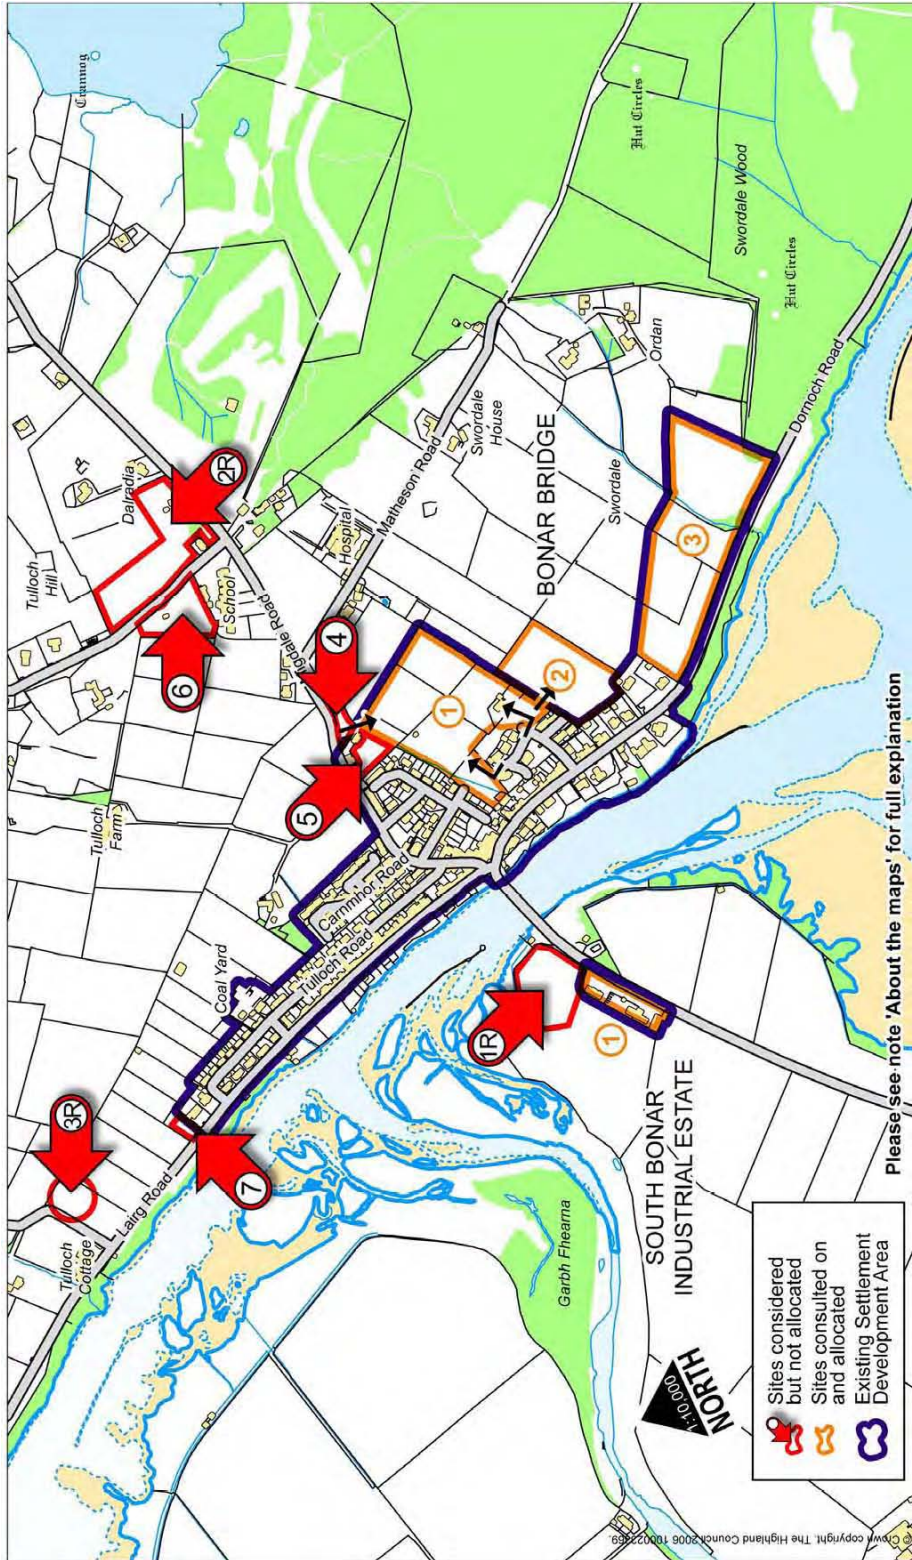 Crannog
Dalradia
2R
Tulloch
Hill
6
School
Migdale Road
4
Hospital
Matheson Road
Swordale
House
Hut Circles
Swordale Wood
Hut Circles
Ordan
BONAR BRIDGE
Swordale
Dornoch Road
3
2
1
5
Tulloch
Farm
Carnmhor Road
Tulloch Road
Coal Yard
3R
Tulloch
Cottage
Lairg Road
7
1R
1
SOUTH BONAR
INDUSTRIAL ESTATE
Garbh Fhearna
NORTH
1:10,000
Please see note 'About the maps' for full explanation
Sites considered
but not allocated
Sites consulted on
and allocated
Existing Settlement
Development Area
© Crown copyright. The Highland Council 2006 100023369.